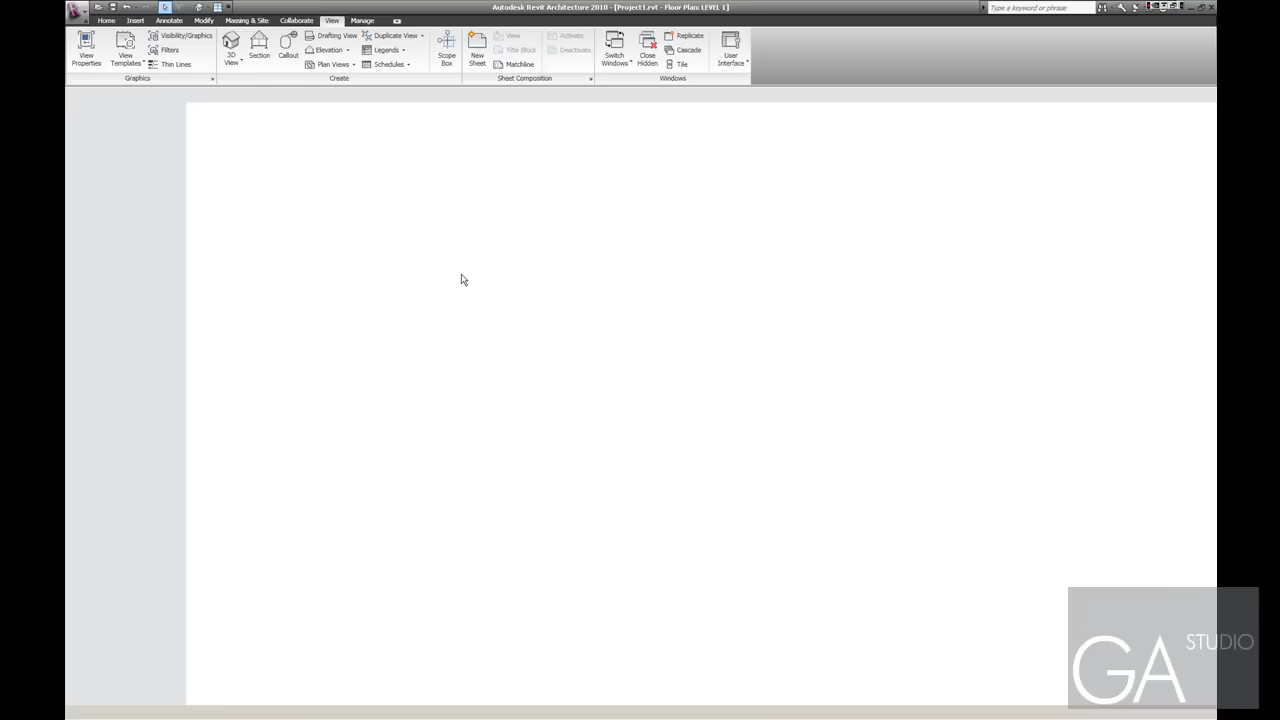 Autodesk Revit Architecture 2010 - [Project1.rvt - Floor Plan: LEVEL 1]
Type a keyword or phrase
Home Insert Annotate Modify Massing & Site Collaborate View Manage
View Properties
View Templates
Visibility/Graphics
Filters
Thin Lines
3D View
Section
Callout
Drafting View
Elevation
Plan Views
Duplicate View
Legends
Schedules
Scope Box
New Sheet
View
Title Block
Matchline
Activate
Deactivate
Switch Windows
Close Hidden
Replicate
Cascade
Tile
User Interface
Graphics
Create
Sheet Composition
Windows
GA STUDIO